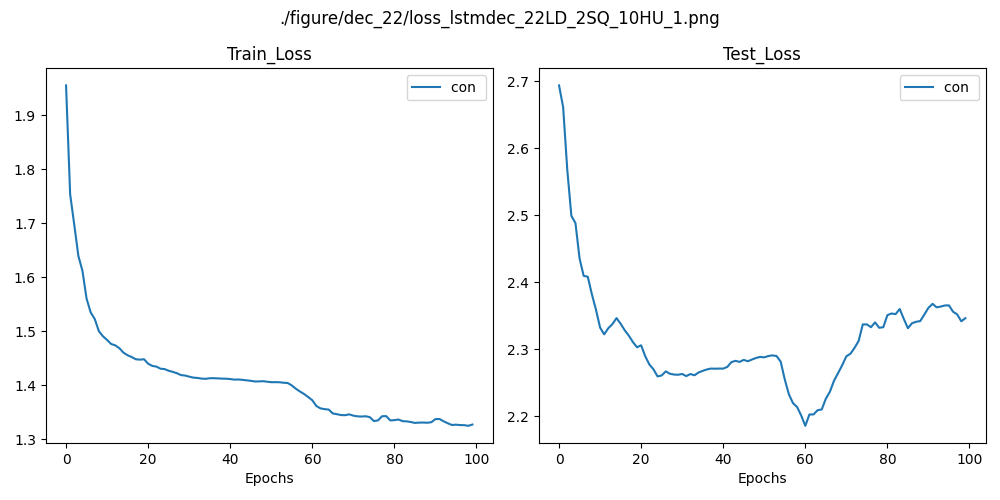 ./figure/dec_22/loss_lstmdec_22LD_2SQ_10HU_1.png
Train_Loss
con
1.9
1.8
1.7
1.6
1.5
1.4
1.3
0 20 40 60 80 100
Epochs
Test_Loss
con
2.7
2.6
2.5
2.4
2.3
2.2
0 20 40 60 80 100
Epochs